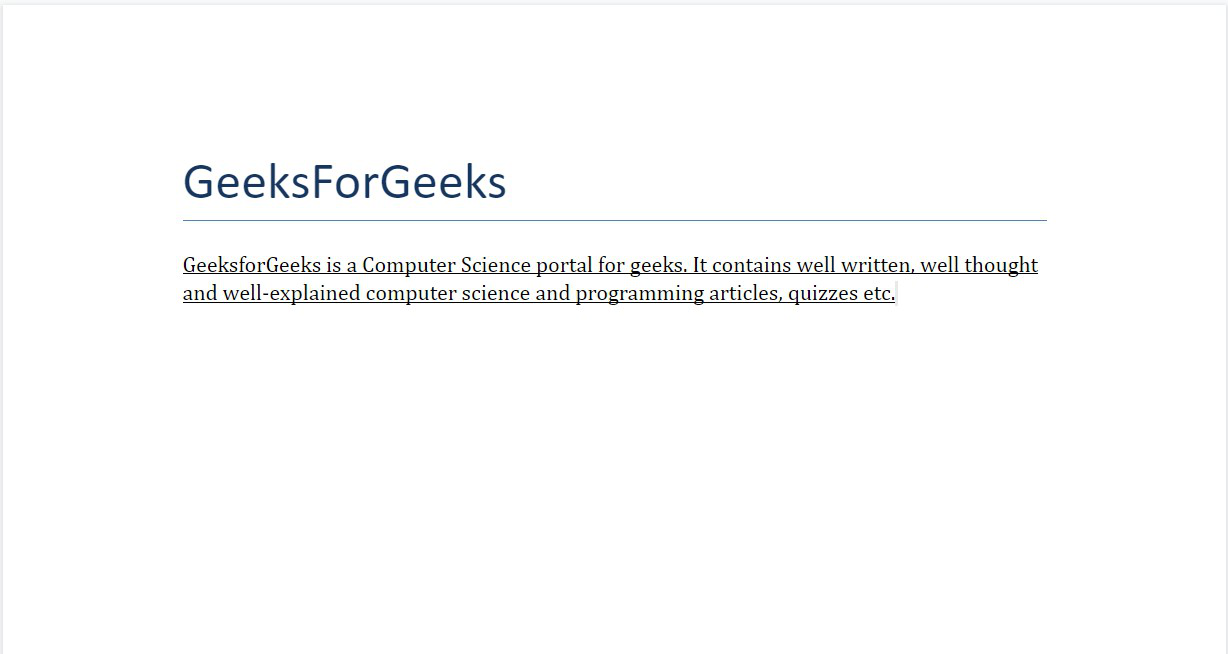 GeeksForGeeks
GeeksforGeeks is a Computer Science portal for geeks. It contains well written, well thought
and well-explained computer science and programming articles, quizzes etc.